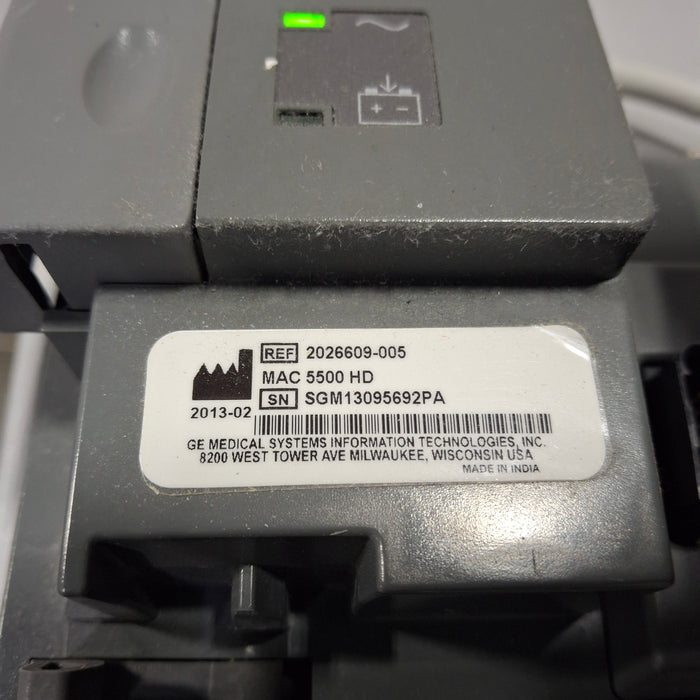 REF 2026609-005
MAC 5500 HD
2013-02 SN SGM13095692PA
GE MEDICAL SYSTEMS INFORMATION TECHNOLOGIES, INC.
8200 WEST TOWER AVE MILWAUKEE, WISCONSIN USA
MADE IN INDIA